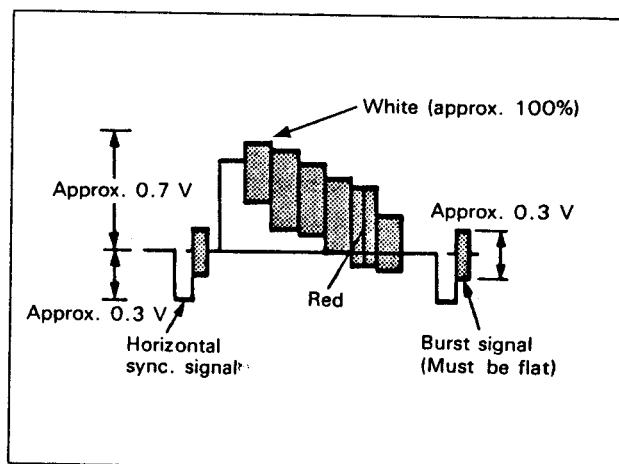 White (approx. 100%)
Approx. 0.7 V
Approx. 0.3 V
Red
Approx. 0.3 V
Horizontal
sync. signal
Burst signal
(Must be flat)